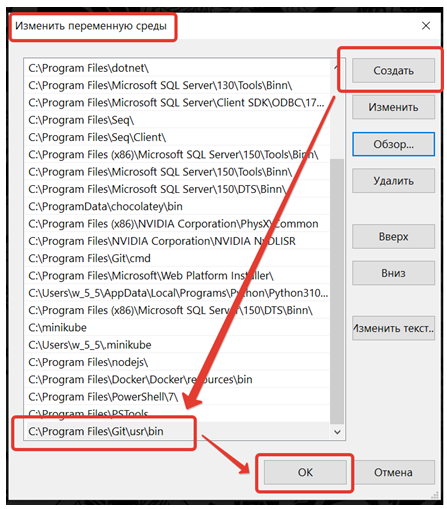 Изменить переменную среды
C:\Program Files\dotnet\
C:\Program Files\Microsoft SQL Server\130\Tools\Binn\
C:\Program Files\Microsoft SQL Server\Client SDK\ODBC\17...
C:\Program Files\Seq\
C:\Program Files\Seq\Client\
C:\Program Files (x86)\Microsoft SQL Server\150\Tools\Binn\
C:\Program Files\Microsoft SQL Server\150\Tools\Binn\
C:\Program Files\Microsoft SQL Server\150\DTS\Binn\
C:\ProgramData\chocolatey\bin
C:\Program Files (x86)\NVIDIA Corporation\PhysX\Common
C:\Program Files\NVIDIA Corporation\NVIDIA NvDLISR
C:\Program Files\Git\cmd
C:\Program Files\Microsoft\Web Platform Installer\
C:\Users\w_5_5\AppData\Local\Programs\Python\Python310...
C:\Program Files (x86)\Microsoft SQL Server\150\DTS\Binn\
C:\minikube
C:\Users\w_5_5\.minikube
C:\Program Files\nodejs\
C:\Program Files\Docker\Docker\resources\bin
C:\Program Files\PowerShell\7\
C:\Program Files\PSTools
C:\Program Files\Git\usr\bin
Создать
Изменить
Обзор...
Удалить
Вверх
Вниз
Изменить текст...
OK
Отмена